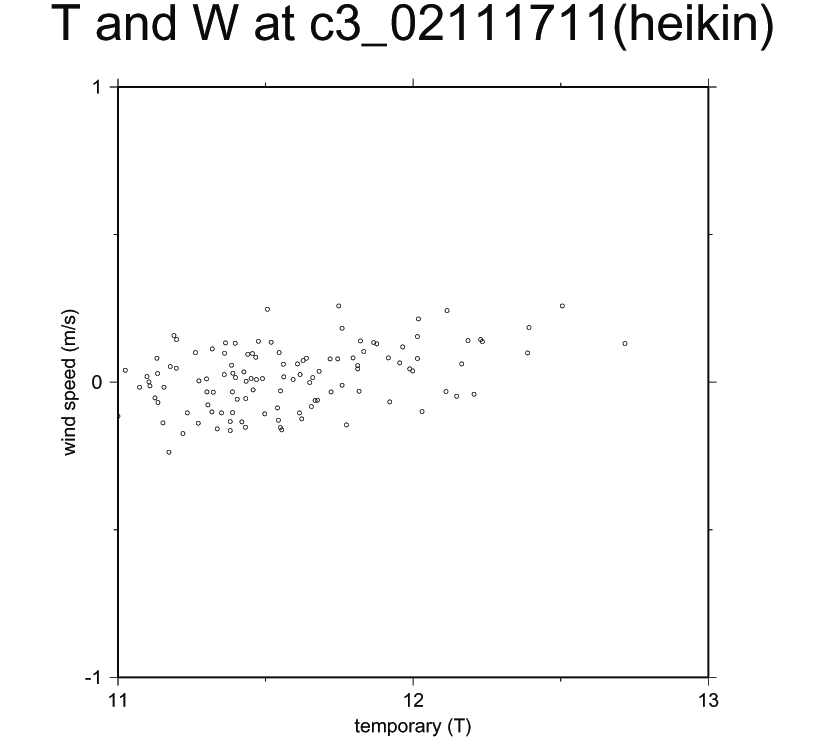 T and W at c3_02111711(heikin)
1
wind speed (m/s)
0
-1
11 12 13
temporary (T)